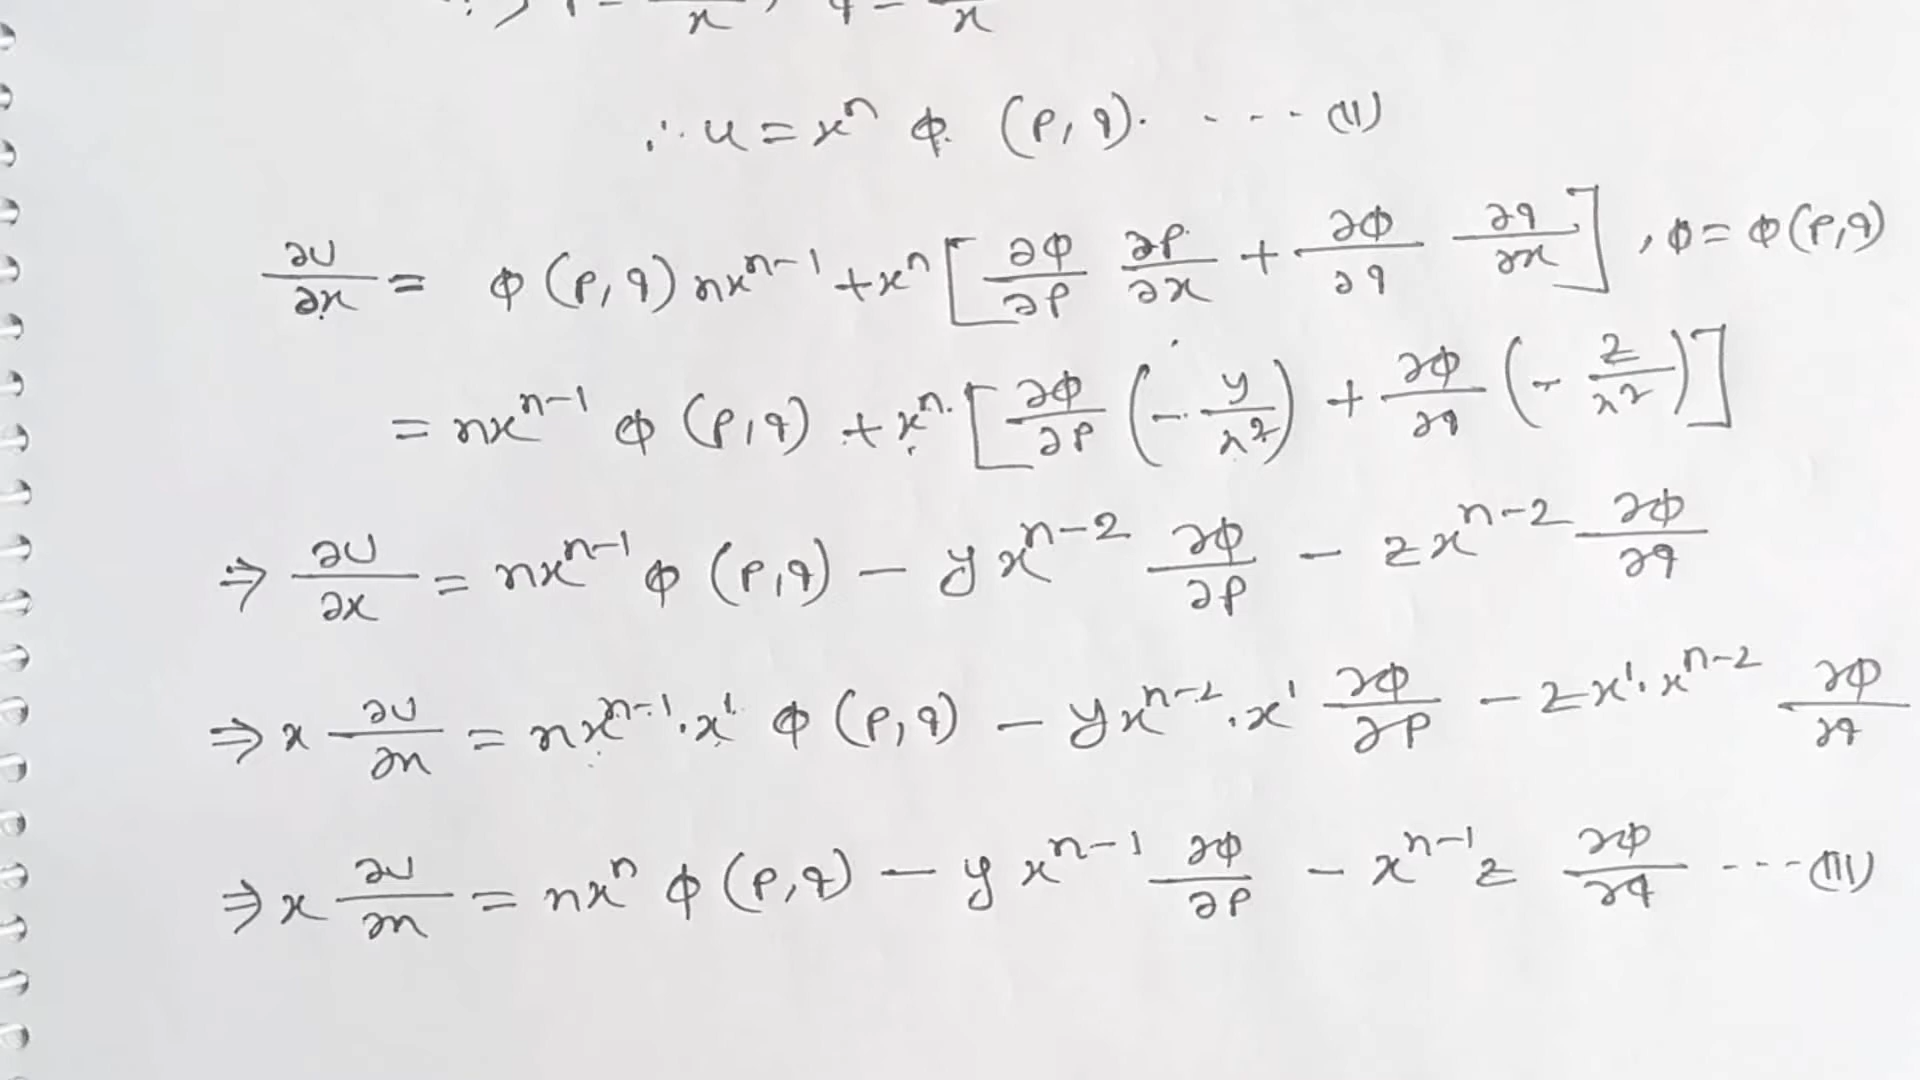 x x
∴ u = xⁿ ϕ (p, q). - - - - (II)
∂u/∂x = ϕ (p, q) nxⁿ⁻¹ + xⁿ [ ∂ϕ/∂p ∂p/∂x + ∂ϕ/∂q ∂q/∂x ] , ϕ = ϕ (p, q)
= nxⁿ⁻¹ ϕ (p, q) + xⁿ [ ∂ϕ/∂p (- y/x²) + ∂ϕ/∂q (- z/x²) ]
⇒ ∂u/∂x = nxⁿ⁻¹ ϕ (p, q) - y xⁿ⁻² ∂ϕ/∂p - z xⁿ⁻² ∂ϕ/∂q
⇒ x ∂u/∂x = nxⁿ⁻¹ · x¹ ϕ (p, q) - y xⁿ⁻² · x¹ ∂ϕ/∂p - z x¹ · xⁿ⁻² ∂ϕ/∂q
⇒ x ∂u/∂x = nxⁿ ϕ (p, q) - y xⁿ⁻¹ ∂ϕ/∂p - xⁿ⁻¹ z ∂ϕ/∂q - - - - (III)